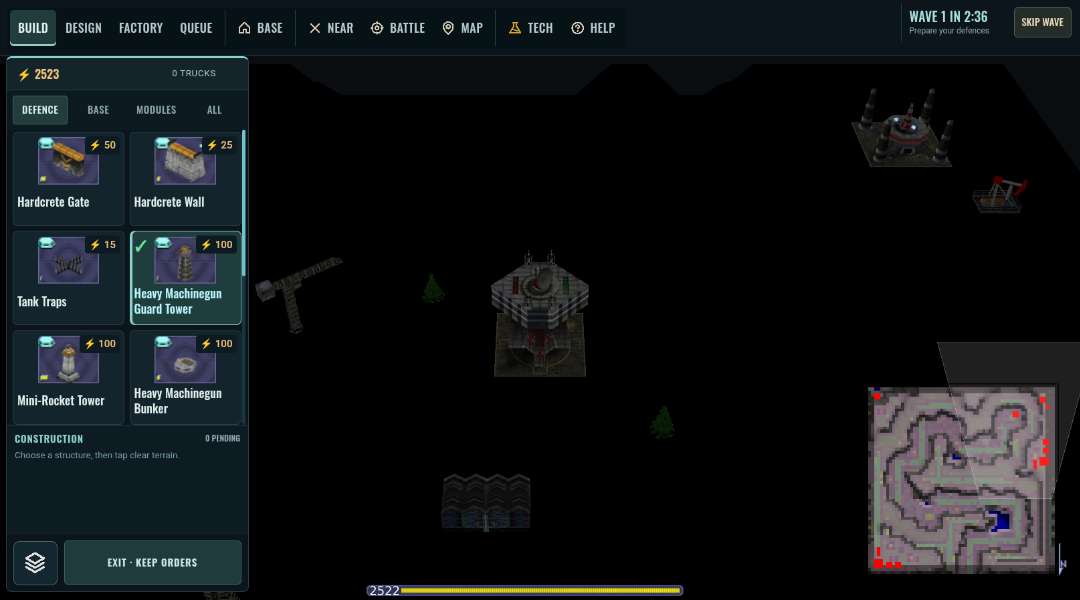 BUILD DESIGN FACTORY QUEUE BASE NEAR BATTLE MAP TECH HELP
WAVE 1 IN 2:36
Prepare your defences
SKIP WAVE
2523
0 TRUCKS
DEFENCE BASE MODULES ALL
50
Hardcrete Gate
25
Hardcrete Wall
15
Tank Traps
100
Heavy Machinegun
Guard Tower
100
Mini-Rocket Tower
100
Heavy Machinegun
Bunker
CONSTRUCTION
0 PENDING
Choose a structure, then tap clear terrain.
EXIT · KEEP ORDERS
2522
N